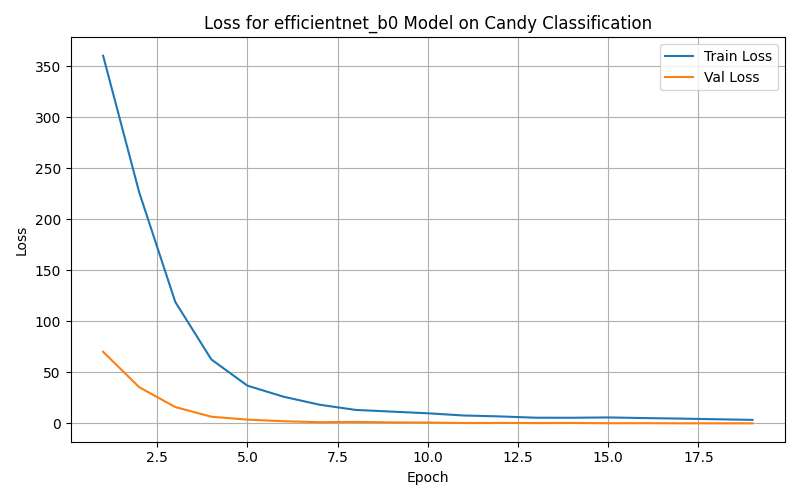 Loss for efficientnet_b0 Model on Candy Classification
Train Loss
Val Loss
350
300
250
200
150
100
50
0
Loss
2.5 5.0 7.5 10.0 12.5 15.0 17.5
Epoch